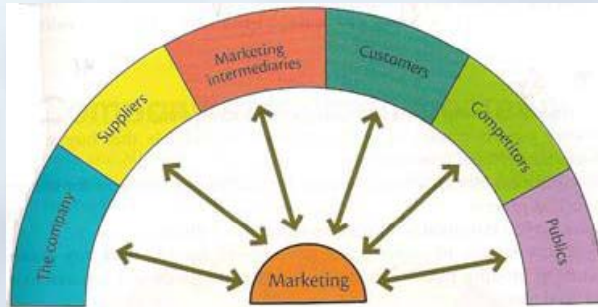 The company
Suppliers
Marketing
intermediaries
Customers
Competitors
Publics
Marketing